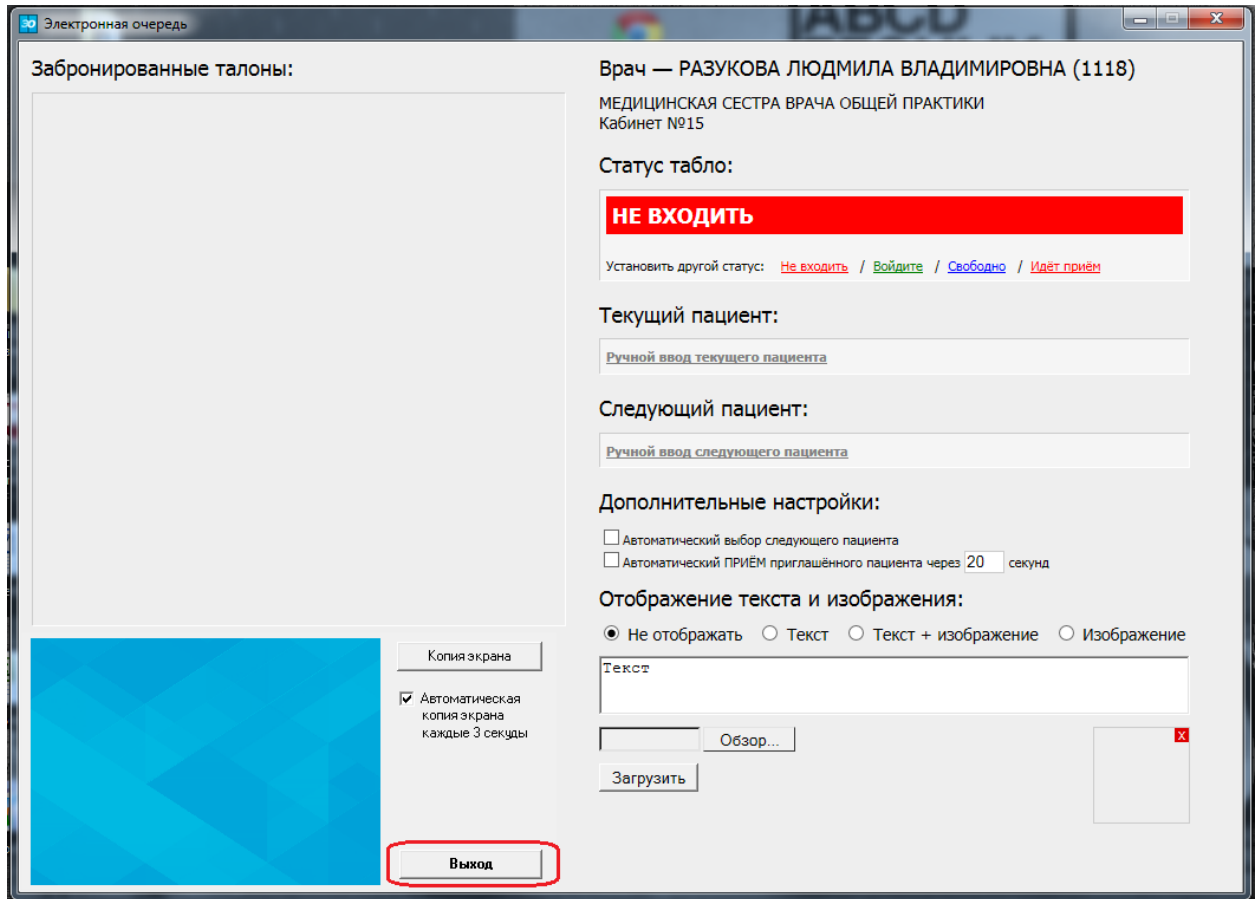 ЭО Электронная очередь
ABCD
X
Забронированные талоны:
Врач — РАЗУКОВА ЛЮДМИЛА ВЛАДИМИРОВНА (1118)
МЕДИЦИНСКАЯ СЕСТРА ВРАЧА ОБЩЕЙ ПРАКТИКИ
Кабинет №15
Статус табло:
НЕ ВХОДИТЬ
Установить другой статус: Не входить / Войдите / Свободно / Идёт приём
Текущий пациент:
Ручной ввод текущего пациента
Следующий пациент:
Ручной ввод следующего пациента
Дополнительные настройки:
Автоматический выбор следующего пациента
Автоматический ПРИЁМ приглашённого пациента через 20 секунд
Отображение текста и изображения:
Не отображать Текст Текст + изображение Изображение
Текст
Обзор...
X
Загрузить
Копия экрана
Автоматическая
копия экрана
каждые 3 секуды
Выход